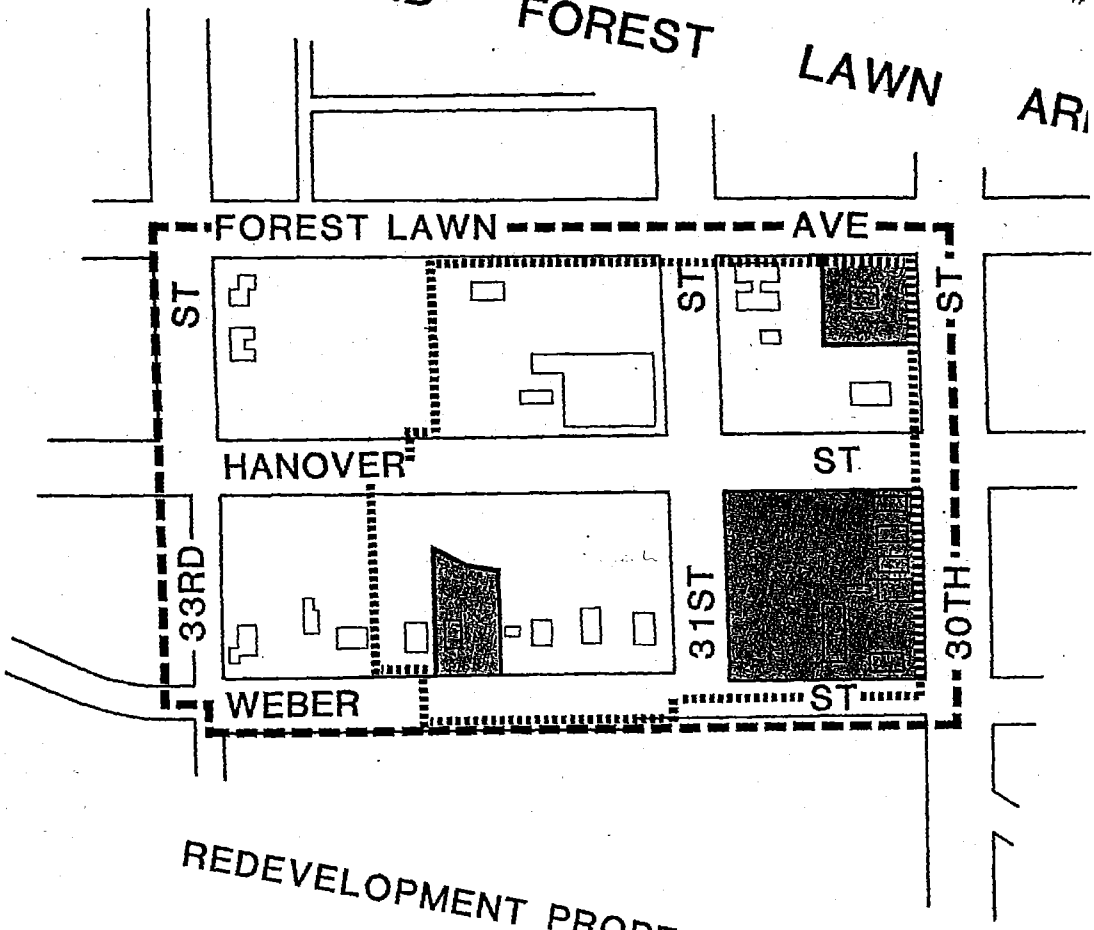 FOREST LAWN
FOREST LAWN AVE
ST
ST
ST
HANOVER ST
33RD
31ST
30TH
WEBER ST
REDEVELOPMENT